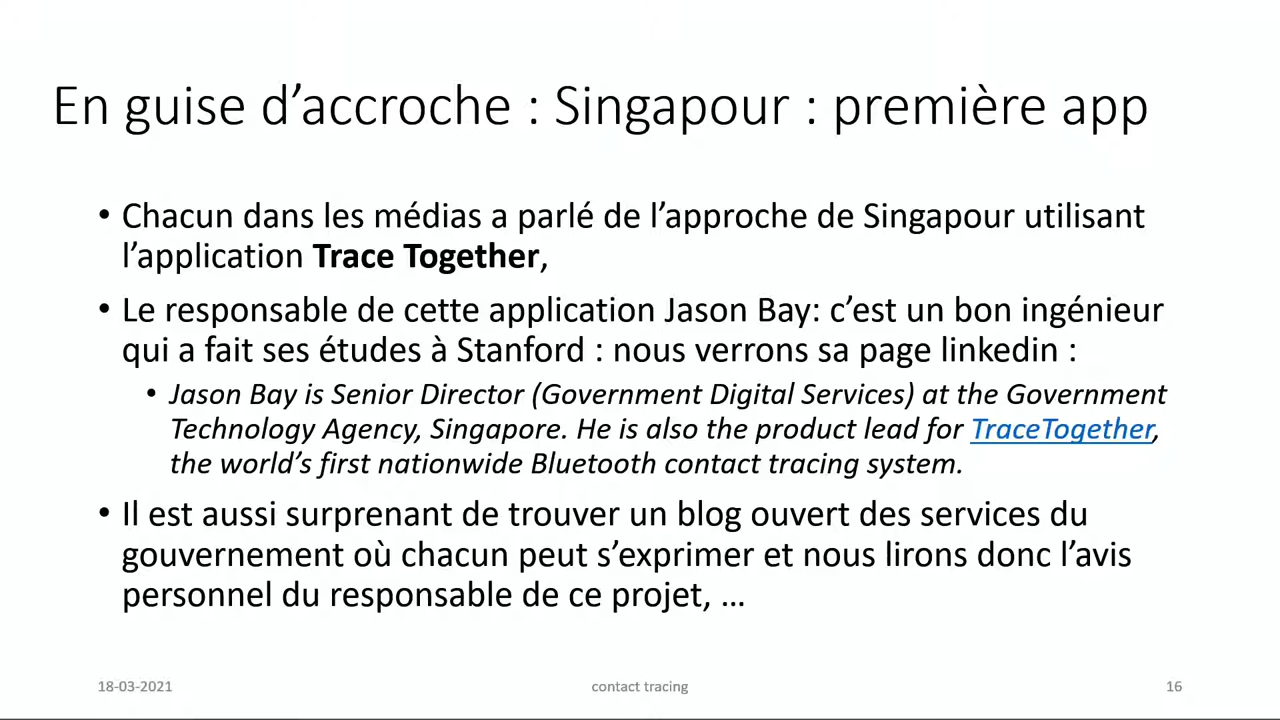 En guise d’accroche : Singapour : première app
• Chacun dans les médias a parlé de l’approche de Singapour utilisant
l’application Trace Together,
• Le responsable de cette application Jason Bay: c’est un bon ingénieur
qui a fait ses études à Stanford : nous verrons sa page linkedin :
• Jason Bay is Senior Director (Government Digital Services) at the Government
Technology Agency, Singapore. He is also the product lead for TraceTogether,
the world’s first nationwide Bluetooth contact tracing system.
• Il est aussi surprenant de trouver un blog ouvert des services du
gouvernement où chacun peut s’exprimer et nous lirons donc l’avis
personnel du responsable de ce projet, …
18-03-2021
contact tracing
16